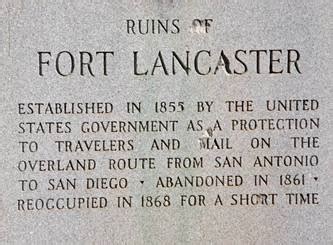 RUINS OF
FORT LANCASTER
ESTABLISHED IN 1855 BY THE UNITED
STATES GOVERNMENT AS A PROTECTION
TO TRAVELERS AND MAIL ON THE
OVERLAND ROUTE FROM SAN ANTONIO
TO SAN DIEGO · ABANDONED IN 1861 ·
REOCCUPIED IN 1868 FOR A SHORT TIME